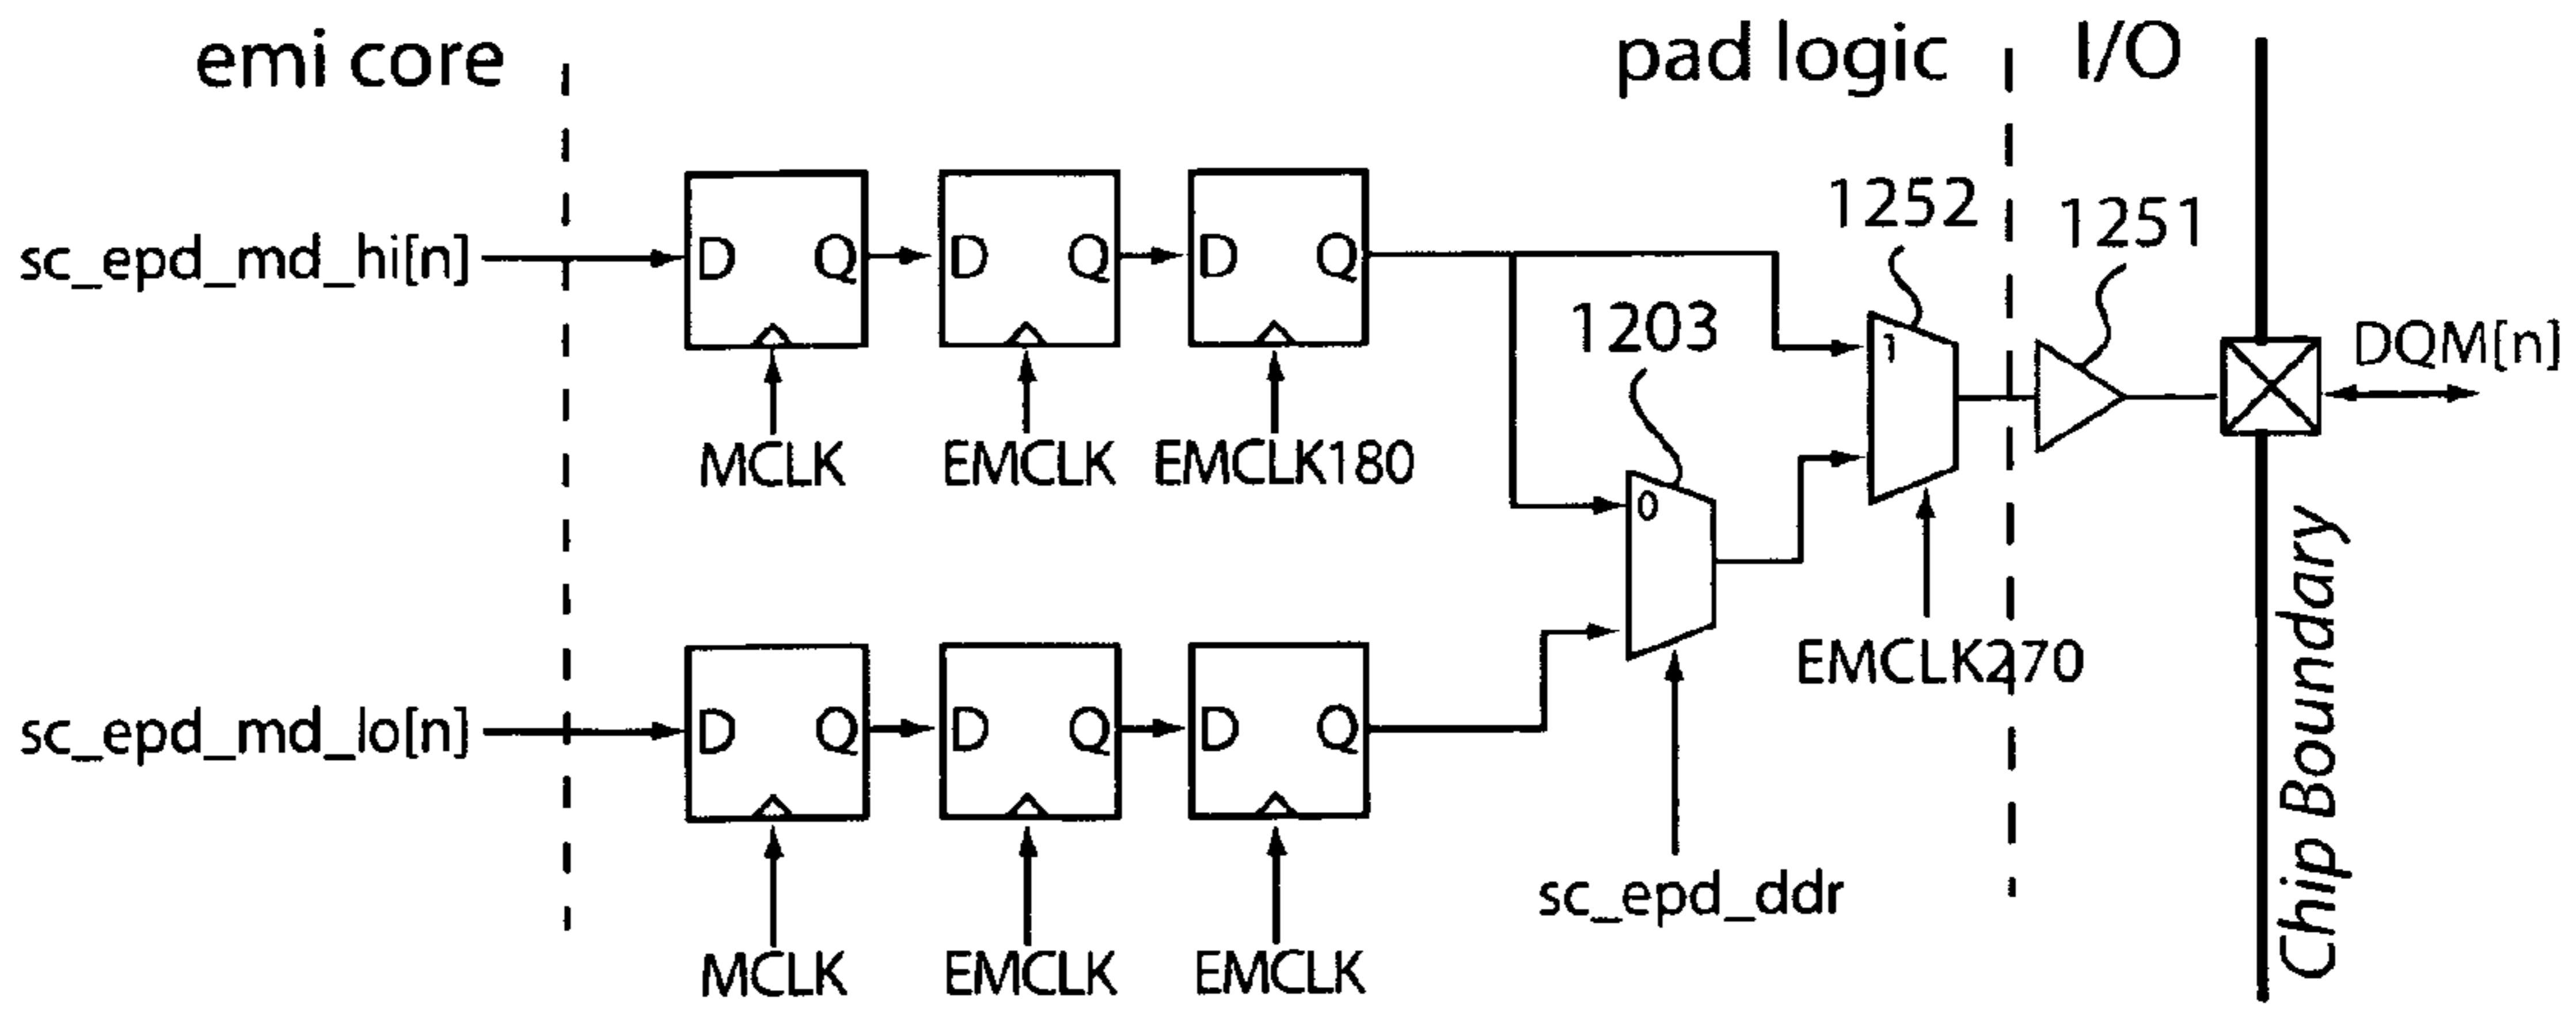 emi core
pad logic
I/O
1252
1251
sc_epd_md_hi[n]
D Q
D Q
D Q
1203
1
DQM[n]
MCLK
EMCLK
EMCLK180
0
EMCLK270
sc_epd_md_lo[n]
D Q
D Q
D Q
sc_epd_ddr
MCLK
EMCLK
EMCLK
Chip Boundary